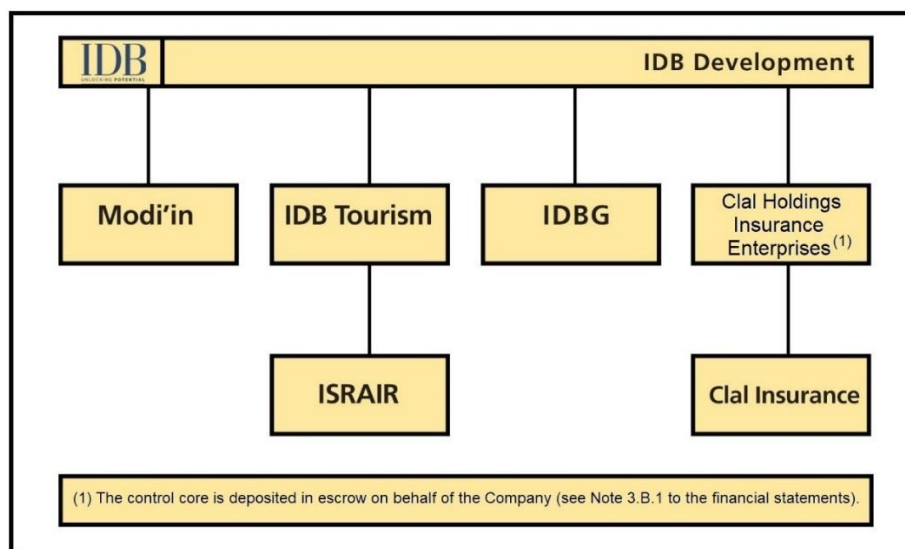 IDB
UNLOCKING POTENTIAL
IDB Development
Modi'in
IDB Tourism
IDBG
Clal Holdings
Insurance
Enterprises(1)
ISRAIR
Clal Insurance
(1) The control core is deposited in escrow on behalf of the Company (see Note 3.B.1 to the financial statements).